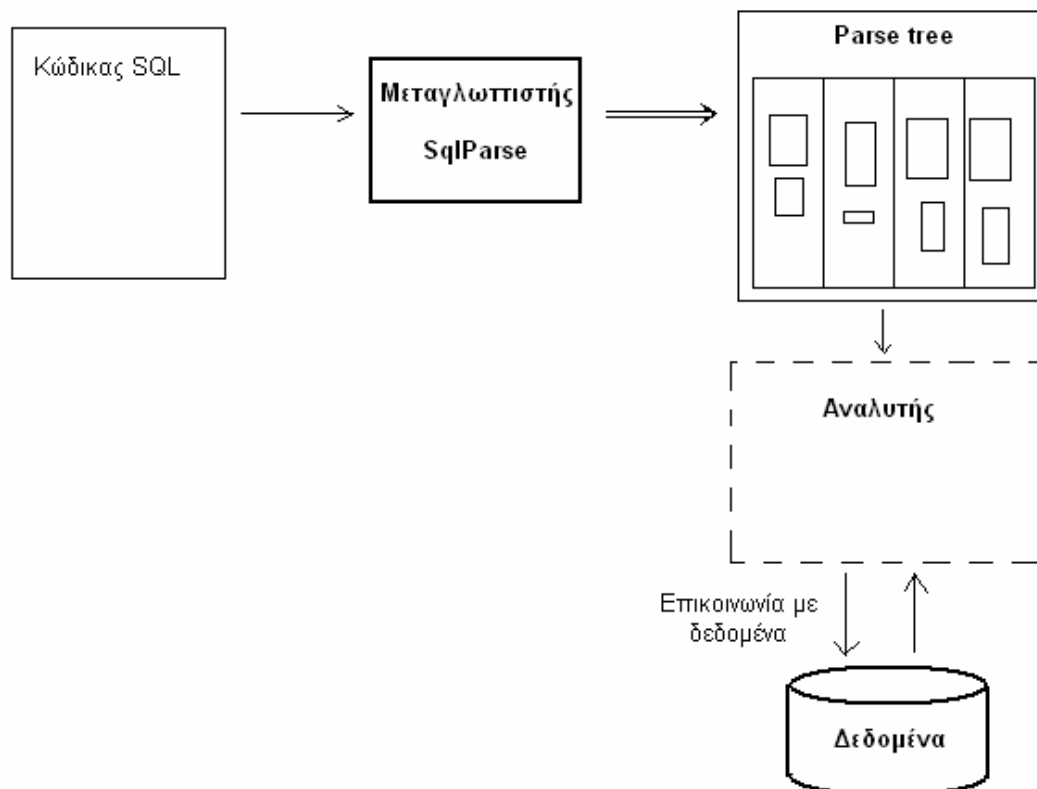 Κώδικας SQL
Μεταγλωττιστής
SqlParse
Parse tree
Αναλυτής
Επικοινωνία με
δεδομένα
Δεδομένα